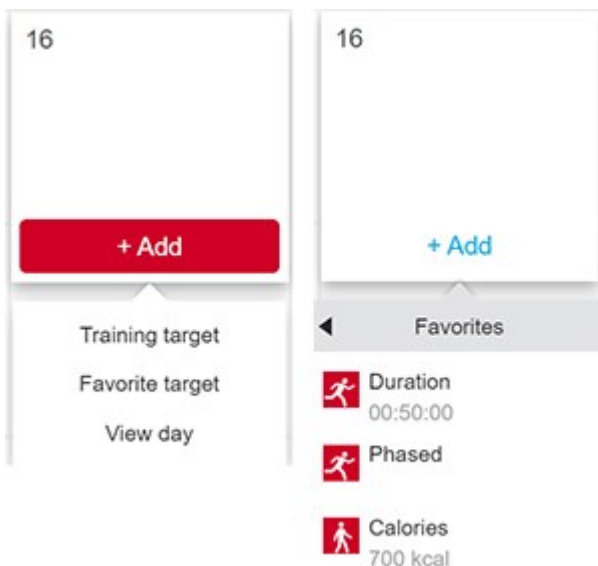 16
+ Add
Training target
Favorite target
View day
16
+ Add
Favorites
Duration
00:50:00
Phased
Calories
700 kcal